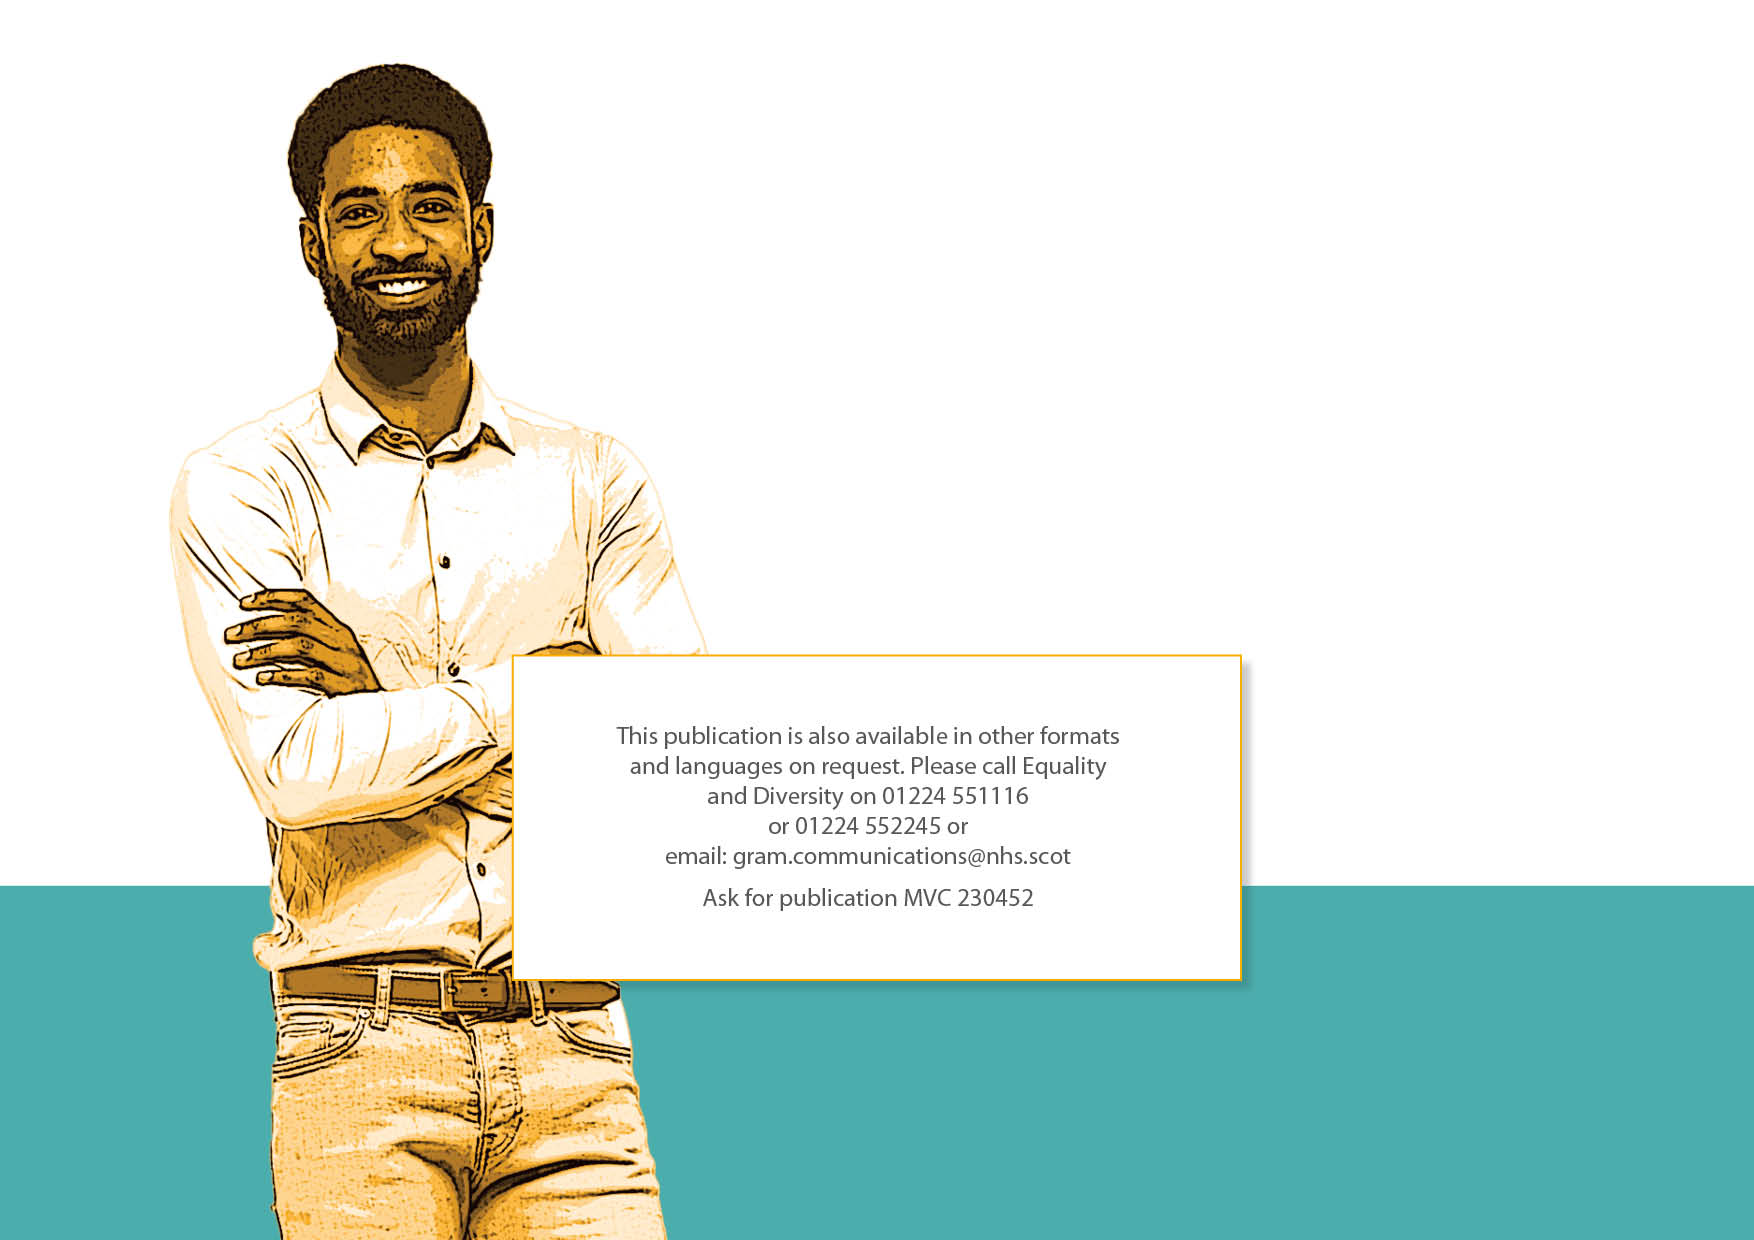 This publication is also available in other formats
and languages on request. Please call Equality
and Diversity on 01224 551116
or 01224 552245 or
email: gram.communications@nhs.scot
Ask for publication MVC 230452